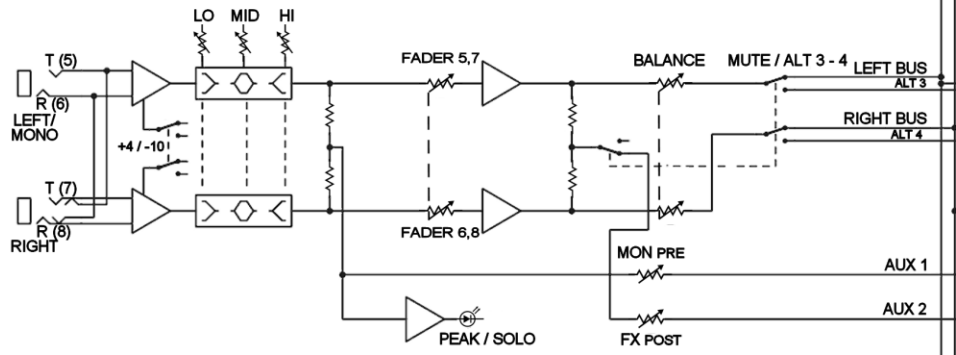 LO MID HI
T (5)
R (6)
LEFT/
MONO
+4 / -10
T (7)
R (8)
RIGHT
FADER 5,7
FADER 6,8
BALANCE
MUTE / ALT 3 - 4
LEFT BUS
ALT 3
RIGHT BUS
ALT 4
MON PRE
AUX 1
PEAK / SOLO
FX POST
AUX 2